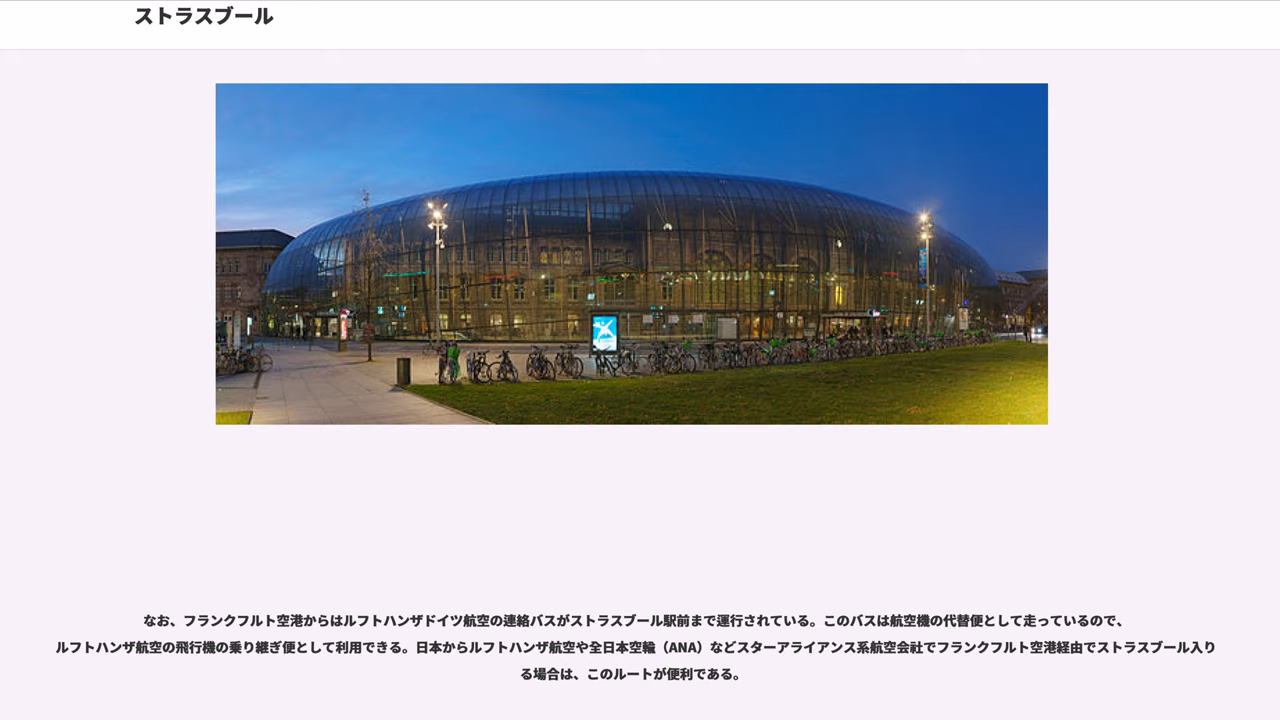 ストラスブール
なお、フランクフルト空港からはルフトハンザドイツ航空の連絡バスがストラスブール駅前まで運行されている。このバスは航空機の代替便として走っているので、
ルフトハンザ航空の飛行機の乗り継ぎ便として利用できる。日本からルフトハンザ航空や全日本空輸（ANA）などスターアライアンス系航空会社でフランクフルト空港経由でストラスブール入り
る場合は、このルートが便利である。